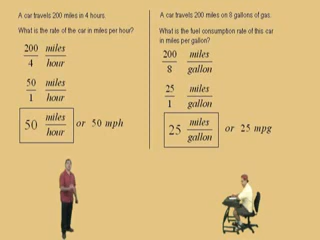 A car travels 200 miles in 4 hours
What is the rate of the car in miles per hour?
200 miles
4 hour
50 miles
1 hour
50 miles
hour
or 50 mph
A car travels 200 miles on 8 gallons of gas.
What is the fuel consumption rate of this car
in miles per gallon?
200 miles
8 gallon
25 miles
1 gallon
25 miles
gallon
or 25 mpg